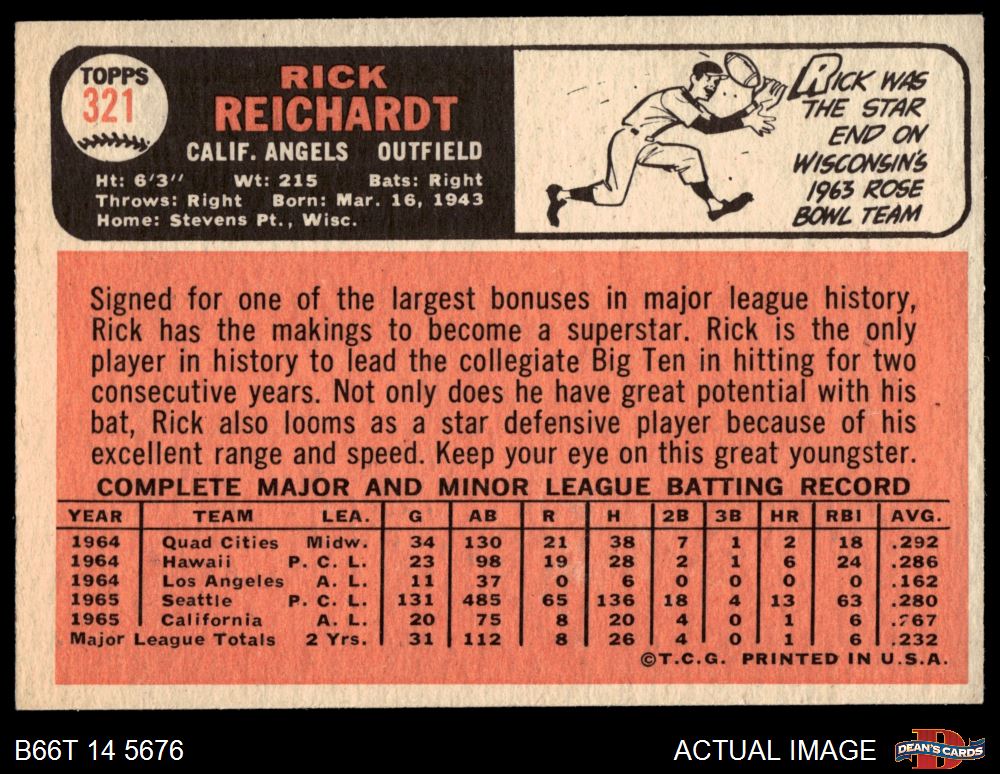 TOPPS
321
RICK
REICHARDT
CALIF. ANGELS OUTFIELD
Ht: 6'3" Wt: 215 Bats: Right
Throws: Right Born: Mar. 16, 1943
Home: Stevens Pt., Wisc.
RICK WAS
THE STAR
END ON
WISCONSIN'S
1963 ROSE
BOWL TEAM
Signed for one of the largest bonuses in major league history,
Rick has the makings to become a superstar. Rick is the only
player in history to lead the collegiate Big Ten in hitting for two
consecutive years. Not only does he have great potential with his
bat, Rick also looms as a star defensive player because of his
excellent range and speed. Keep your eye on this great youngster.
COMPLETE MAJOR AND MINOR LEAGUE BATTING RECORD
YEAR TEAM LEA. G AB R H 2B 3B HR RBI AVG.
1964 Quad Cities Midw. 34 130 21 38 7 1 2 18 .292
1964 Hawaii P. C. L. 23 98 19 28 2 1 6 24 .286
1964 Los Angeles A. L. 11 37 0 6 0 0 0 0 .162
1965 Seattle P. C. L. 131 485 65 136 18 4 13 63 .280
1965 California A. L. 20 75 8 20 4 0 1 6 .267
Major League Totals 2 Yrs. 31 112 8 26 4 0 1 6 .232
©T.C.G. PRINTED IN U.S.A.
B66T 14 5676
ACTUAL IMAGE
DEAN'S CARDS